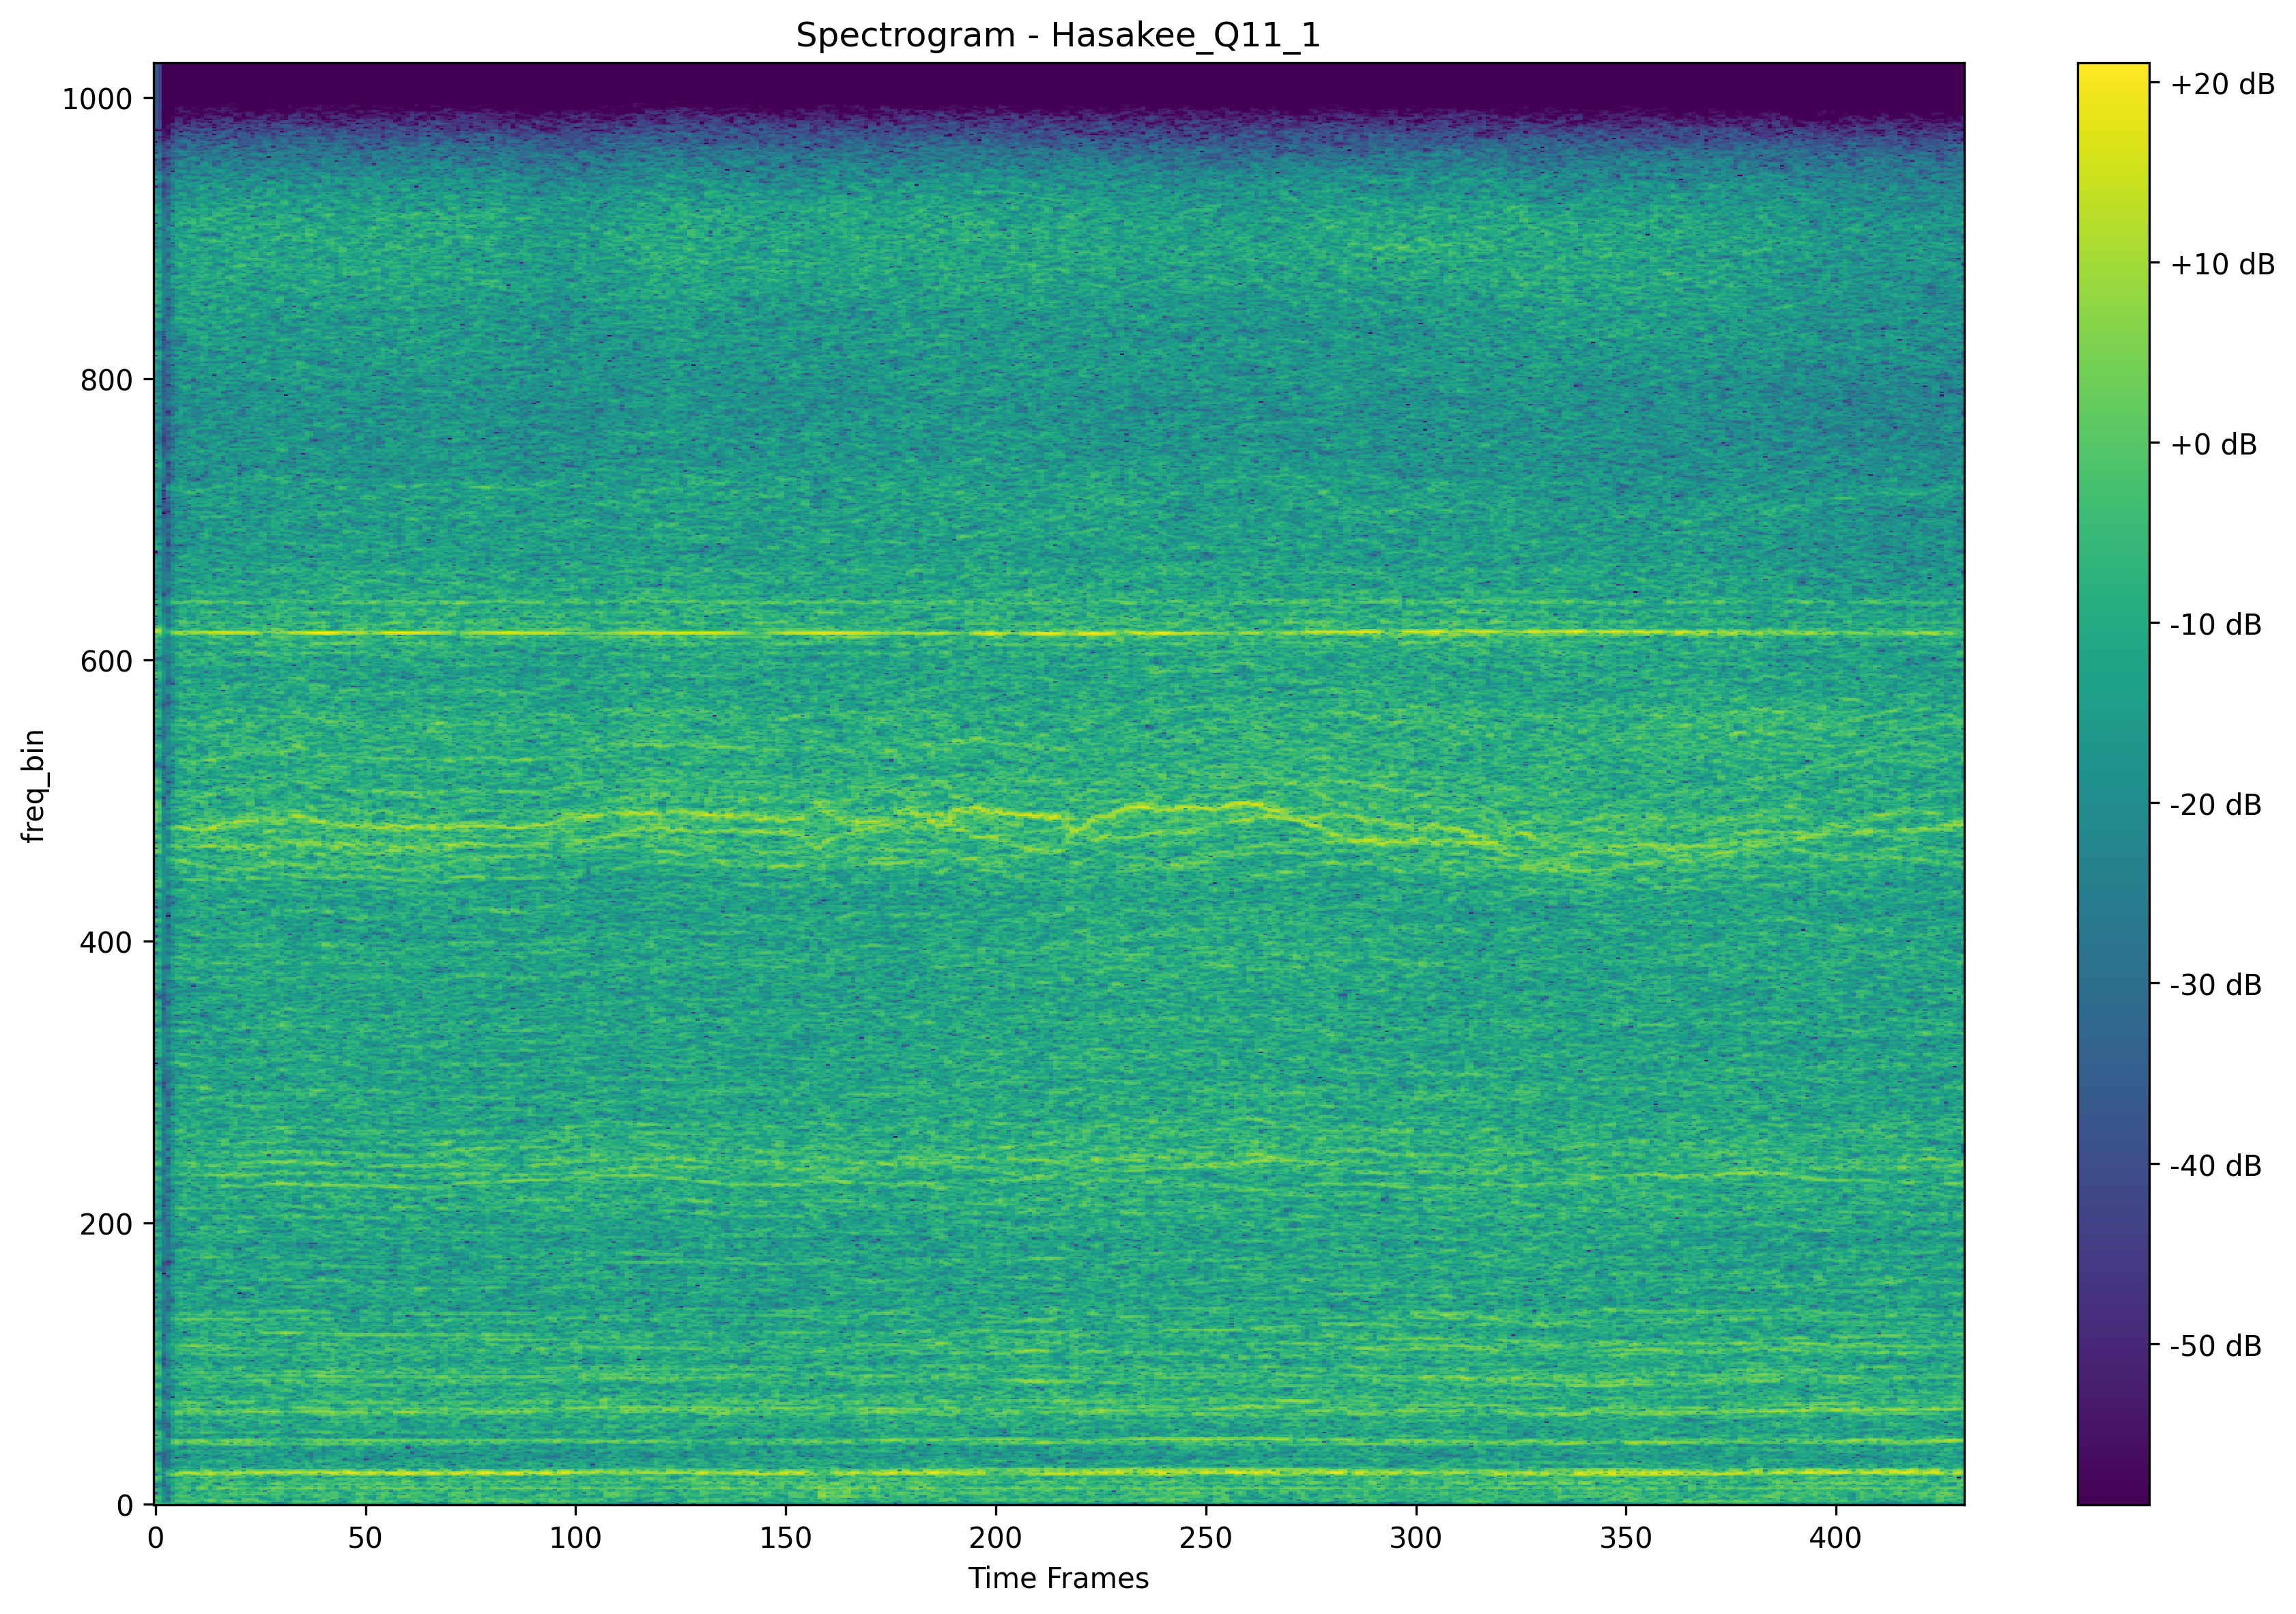 Spectrogram - Hasakee_Q11_1
1000
800
600
400
200
0
freq_bin
0 50 100 150 200 250 300 350 400
Time Frames
+20 dB
+10 dB
+0 dB
-10 dB
-20 dB
-30 dB
-40 dB
-50 dB